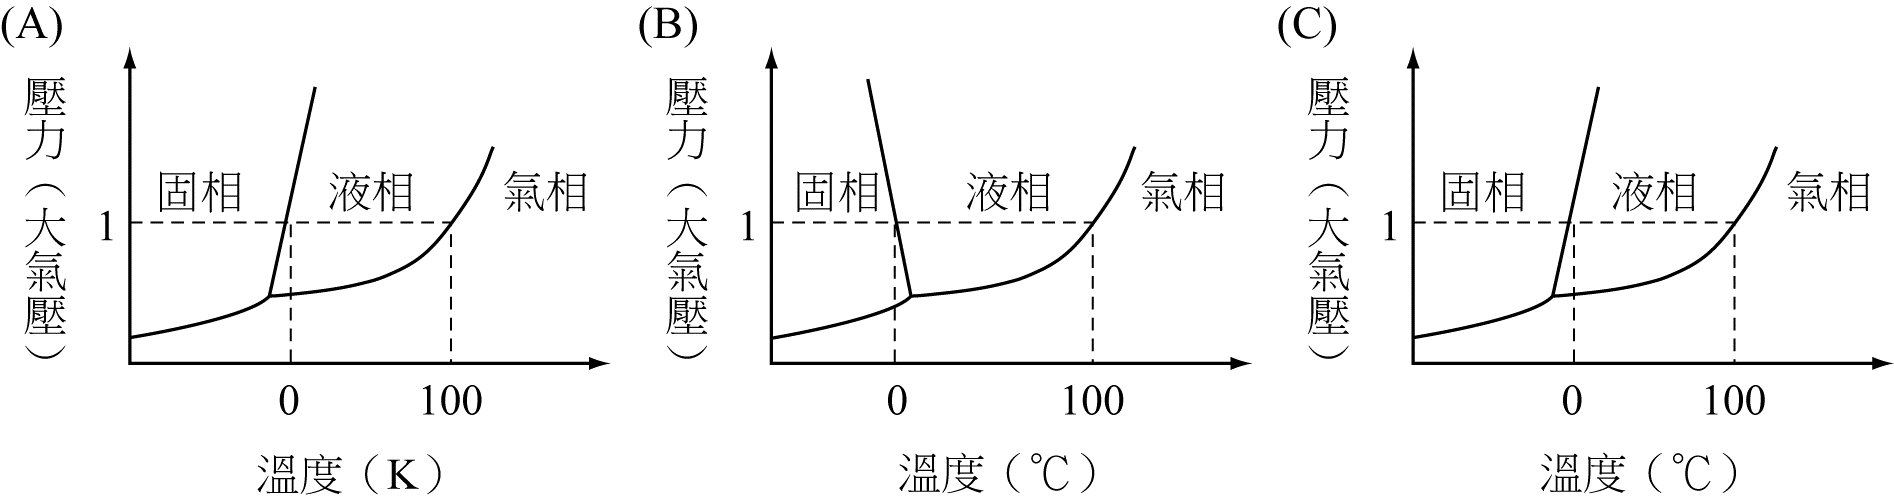 (A)
壓力（大氣壓）
固相
液相
氣相
1
0
100
溫度（K）
(B)
壓力（大氣壓）
固相
液相
氣相
1
0
100
溫度（℃）
(C)
壓力（大氣壓）
固相
液相
氣相
1
0
100
溫度（℃）